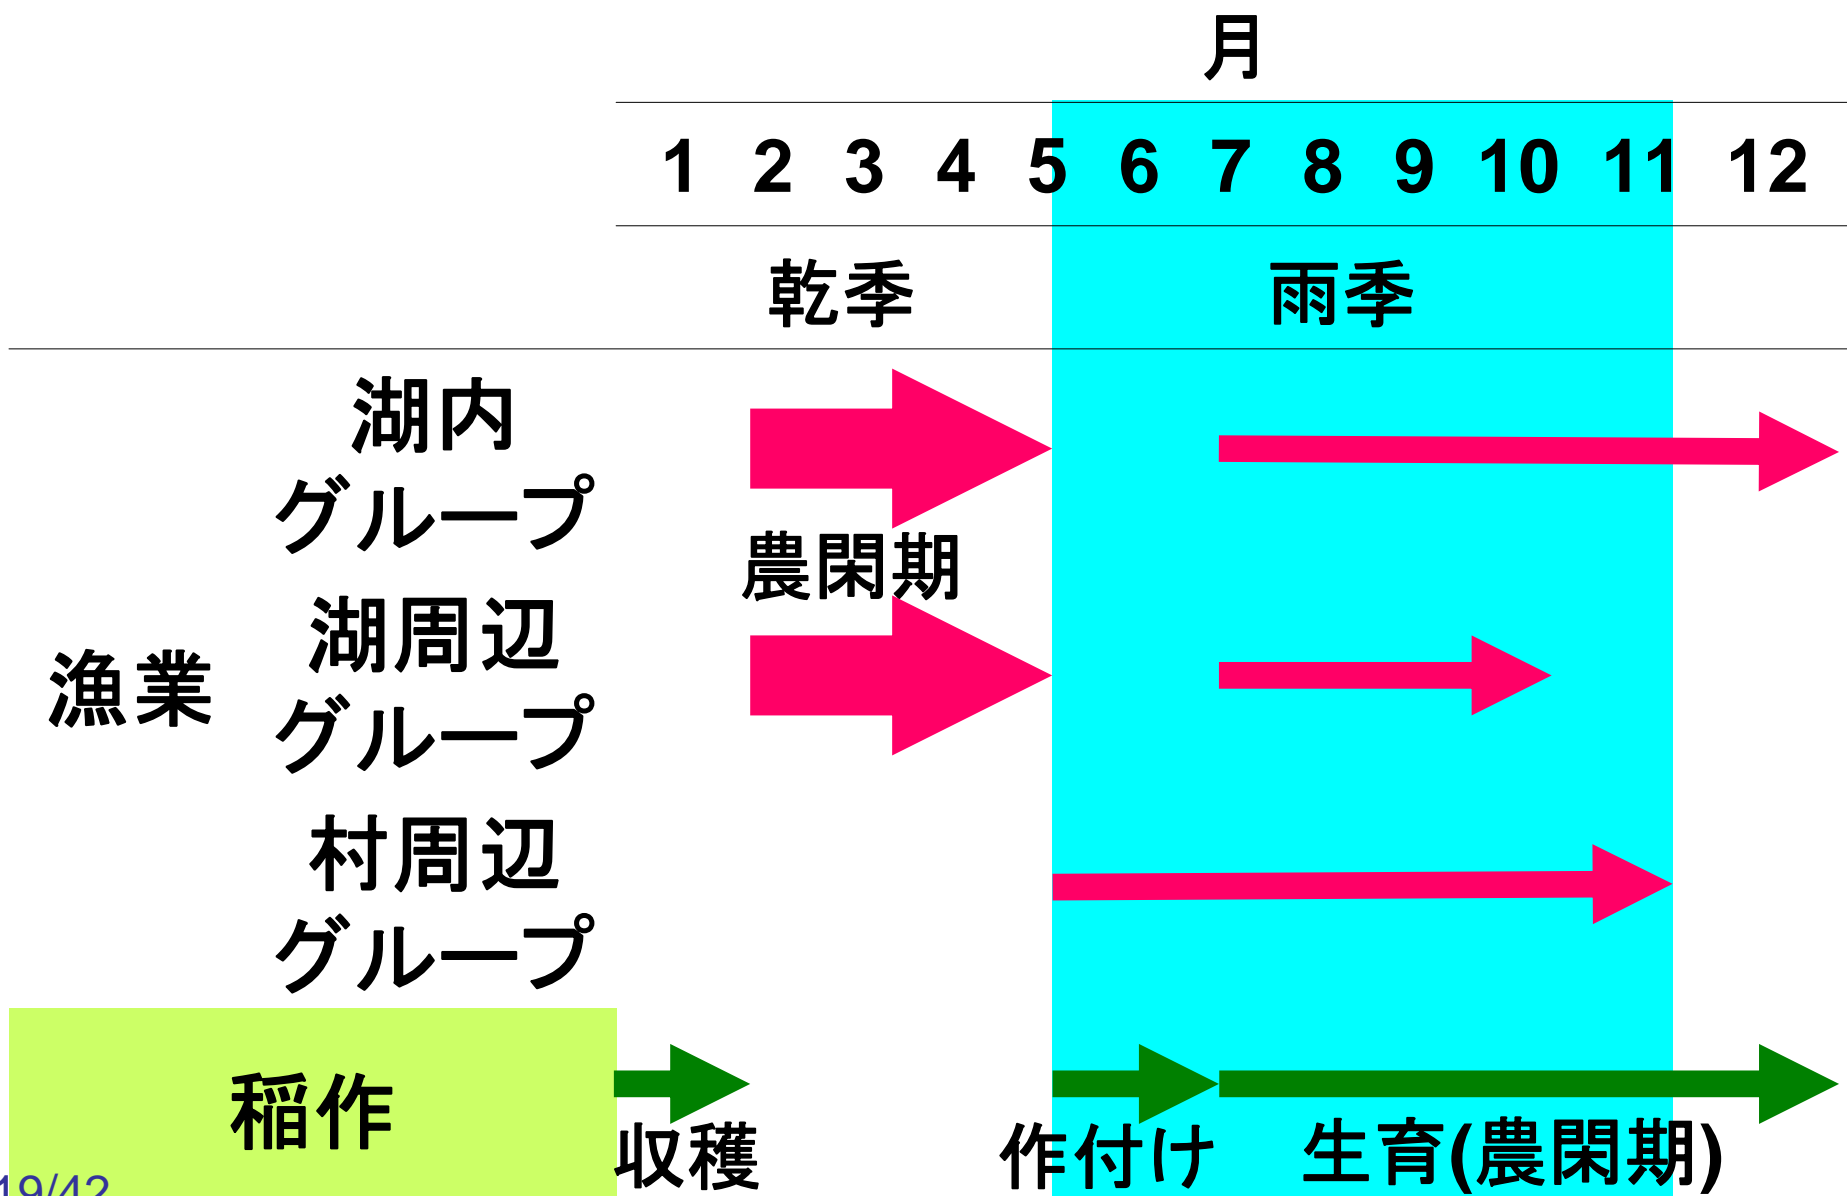 月
1 2 3 4 5 6 7 8 9 10 11 12
乾季 雨季
湖内
グループ
農閑期
湖周辺
グループ
漁業
村周辺
グループ
稲作
収穫 作付け 生育(農閑期)
19/42